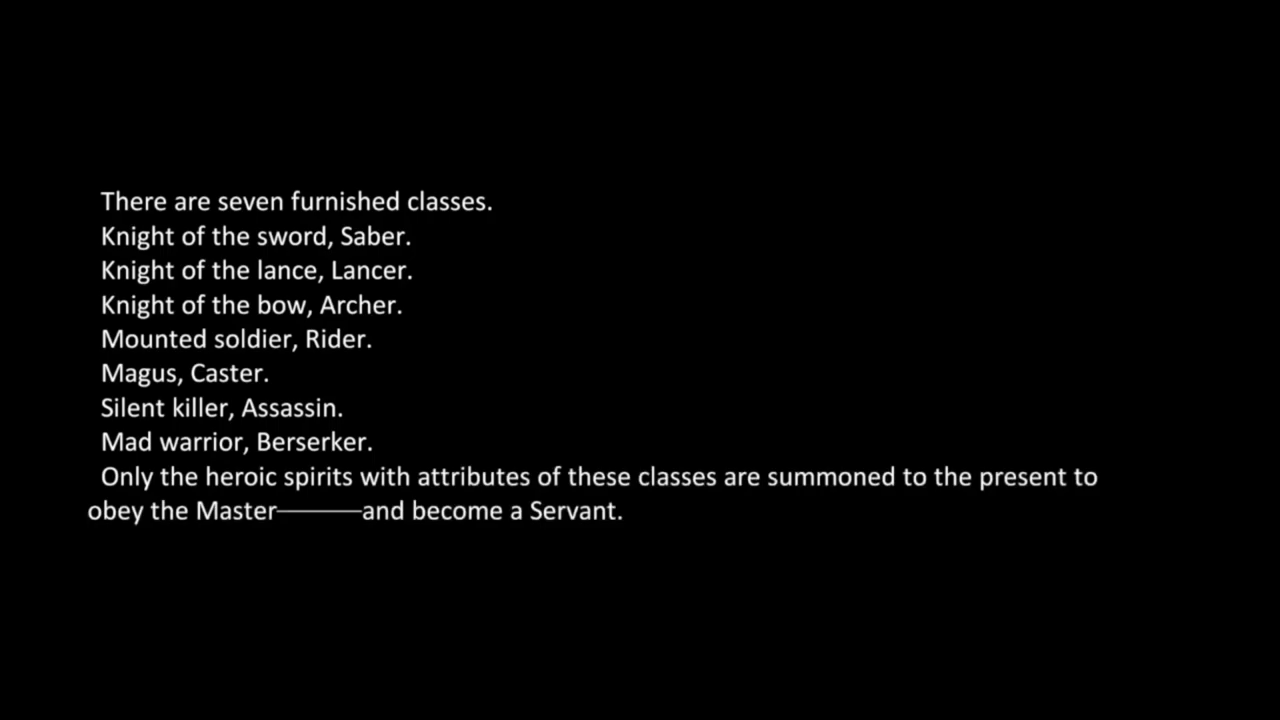 There are seven furnished classes.
Knight of the sword, Saber.
Knight of the lance, Lancer.
Knight of the bow, Archer.
Mounted soldier, Rider.
Magus, Caster.
Silent killer, Assassin.
Mad warrior, Berserker.
Only the heroic spirits with attributes of these classes are summoned to the present to
obey the Master―――and become a Servant.